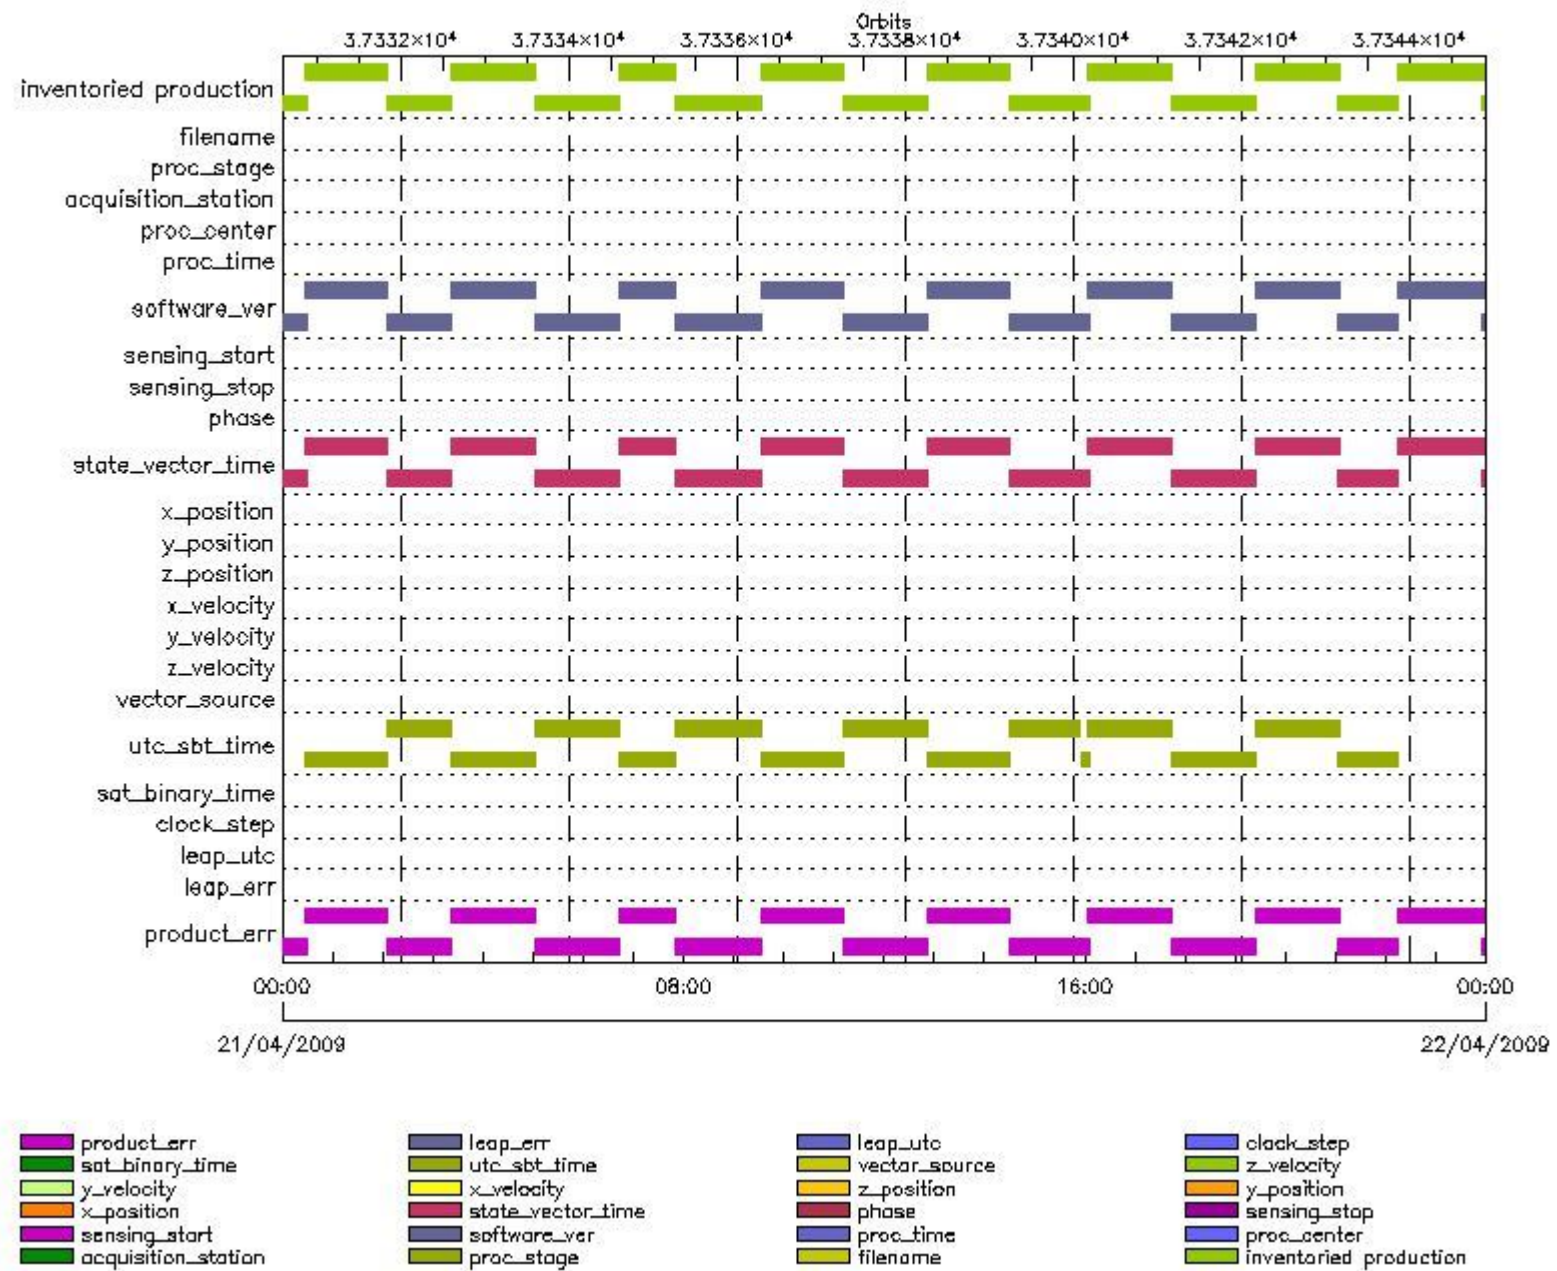 Orbits
3.7332×10⁴ 3.7334×10⁴ 3.7336×10⁴ 3.7338×10⁴ 3.7340×10⁴ 3.7342×10⁴ 3.7344×10⁴
inventoried production
filename
proc_stage
acquisition_station
proc_center
proc_time
software_ver
sensing_start
sensing_stop
phase
state_vector_time
x_position
y_position
z_position
x_velocity
y_velocity
z_velocity
vector_source
utc_sbt_time
sat_binary_time
clock_step
leap_utc
leap_err
product_err
00:00 08:00 16:00 00:00
21/04/2009 22/04/2009
product_err leap_err leap_utc clock_step
sat_binary_time utc_sbt_time vector_source z_velocity
y_velocity x_velocity z_position y_position
x_position state_vector_time phase sensing_stop
sensing_start software_ver proc_time proc_center
acquisition_station proc_stage filename inventoried production